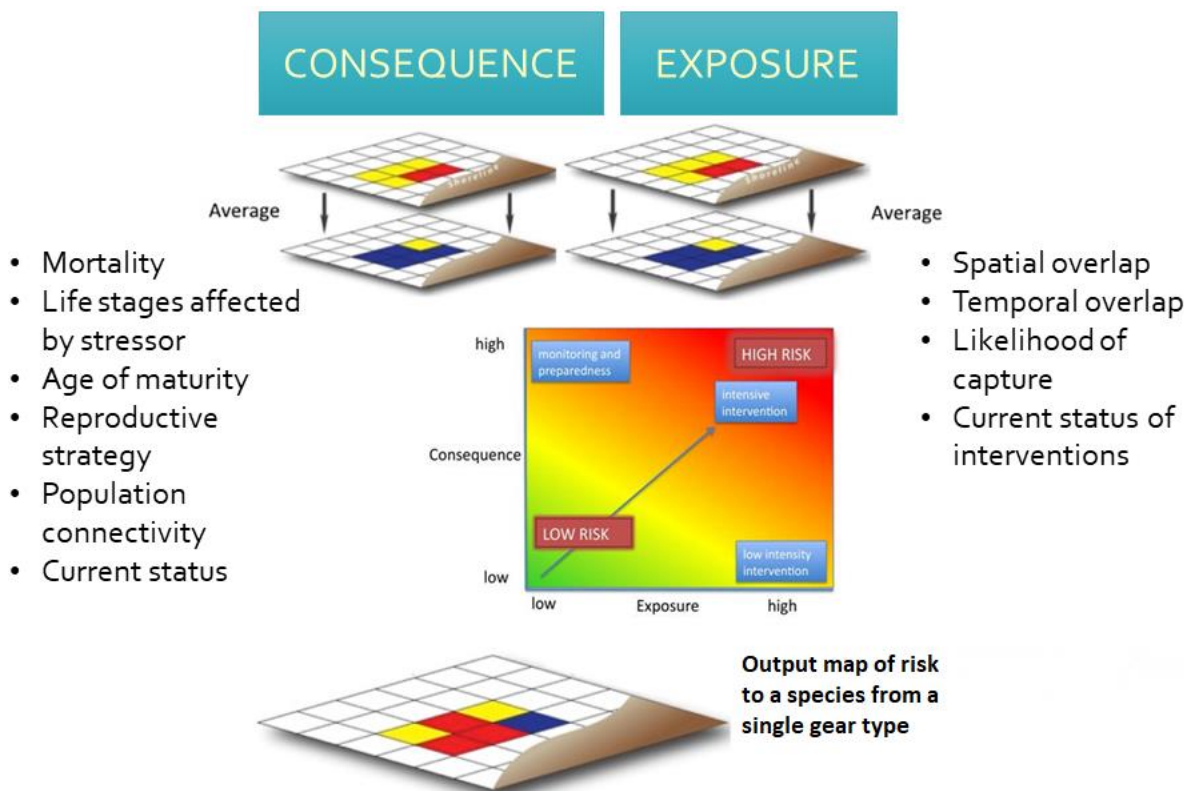 CONSEQUENCE
EXPOSURE
Shoreline
Shoreline
Average
Average
• Mortality
• Life stages affected
by stressor
• Age of maturity
• Reproductive
strategy
• Population
connectivity
• Current status
• Spatial overlap
• Temporal overlap
• Likelihood of
capture
• Current status of
interventions
high
monitoring and
preparedness
HIGH RISK
intensive
intervention
Consequence
LOW RISK
low intensity
intervention
low
low
Exposure
high
Output map of risk
to a species from a
single gear type